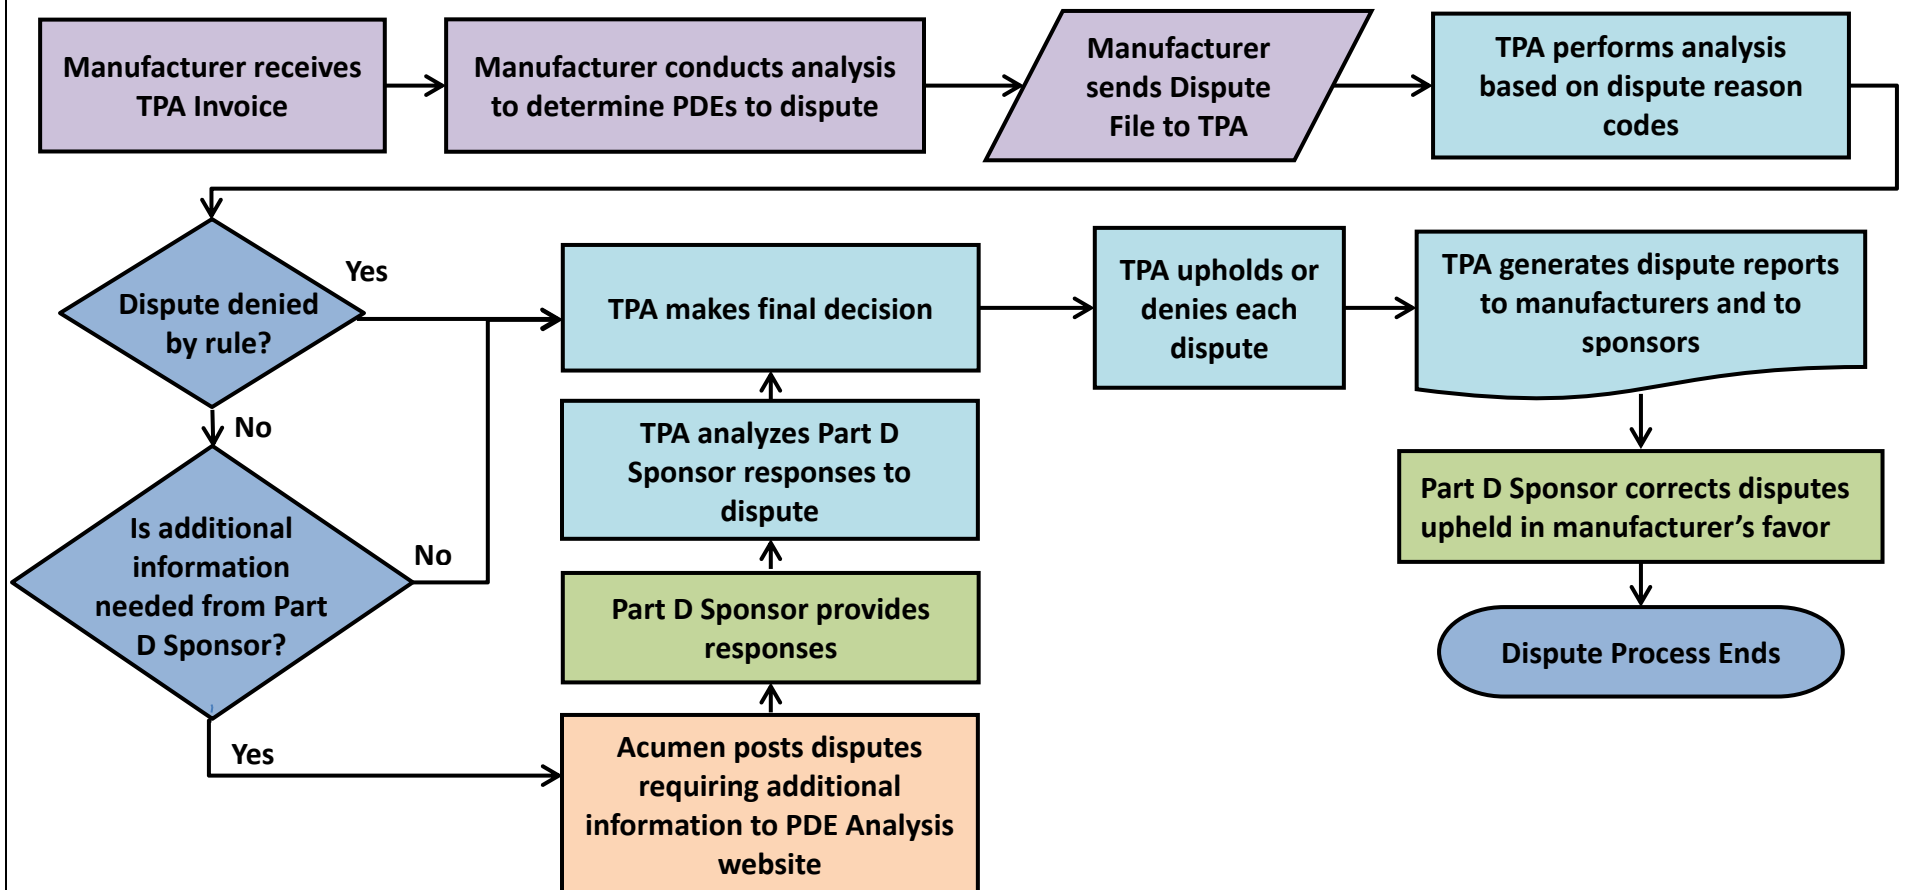 Manufacturer receives
TPA Invoice
Manufacturer conducts analysis
to determine PDEs to dispute
Manufacturer
sends Dispute
File to TPA
TPA performs analysis
based on dispute reason
codes
Dispute denied
by rule?
Yes
No
Is additional
information
needed from Part
D Sponsor?
No
Yes
Acumen posts disputes
requiring additional
information to PDE Analysis
website
Part D Sponsor provides
responses
TPA analyzes Part D
Sponsor responses to
dispute
TPA makes final decision
TPA upholds or
denies each
dispute
TPA generates dispute reports
to manufacturers and to
sponsors
Part D Sponsor corrects disputes
upheld in manufacturer’s favor
Dispute Process Ends